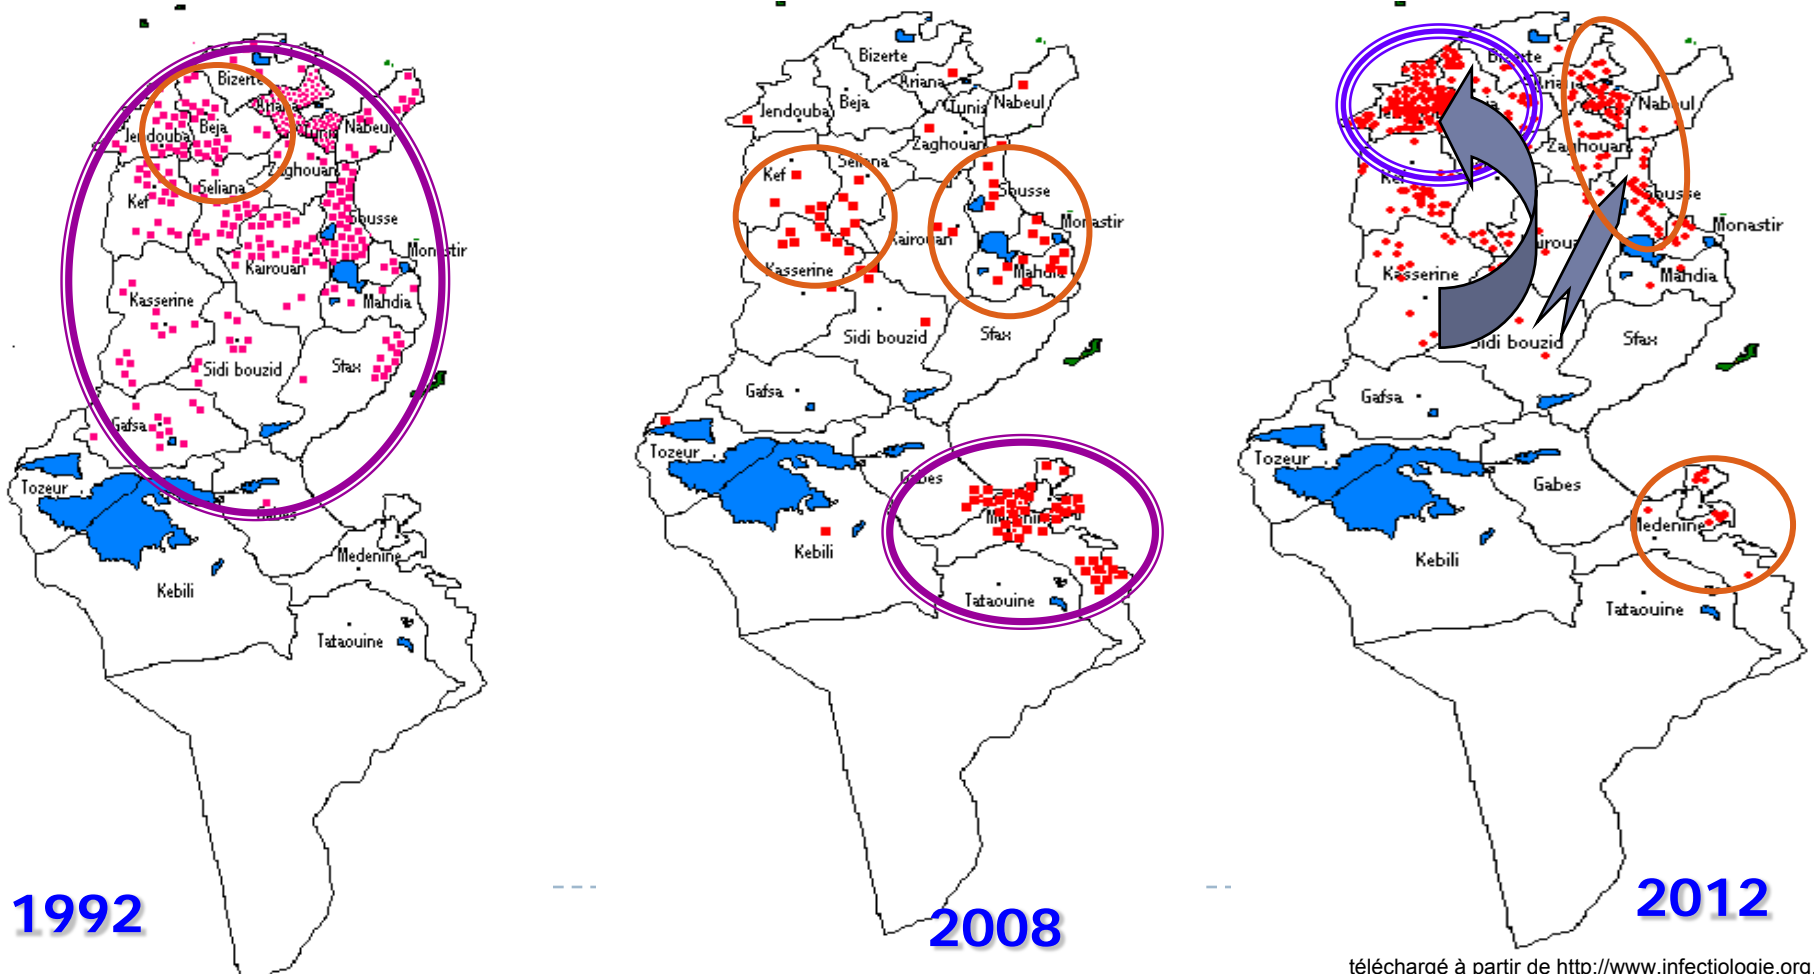 Bizerte
Ariana
Tunis
Nabeul
Jendouba
Beja
Zaghouan
Seliana
Kef
Sousse
Monastir
Kairouan
Mahdia
Kasserine
Sidi bouzid
Sfax
Gafsa
Tozeur
Gabes
Medenine
Kebili
Tataouine
1992
Bizerte
Ariana
Tunis
Nabeul
Jendouba
Beja
Zaghouan
Seliana
Kef
Sousse
Monastir
Kairouan
Mahdia
Kasserine
Sidi bouzid
Sfax
Gafsa
Tozeur
Gabes
Kebili
Tataouine
2008
Bizerte
Nabeul
Zaghouan
Kef
Monastir
Kasserine
Mahdia
Sidi bouzid
Sfax
Gafsa
Tozeur
Gabes
Medenine
Kebili
Tataouine
2012
téléchargé à partir de http://www.infectiologie.org.